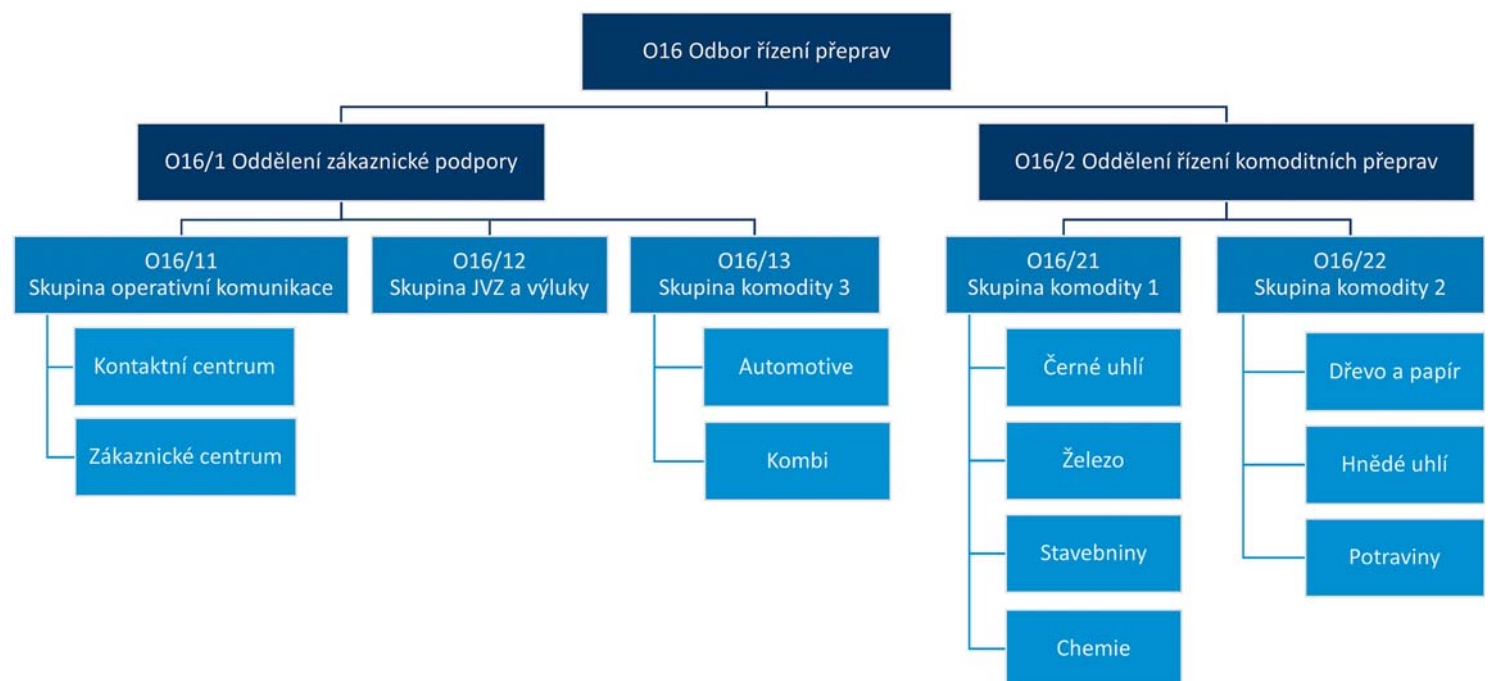 O16 Odbor řízení přeprav
O16/1 Oddělení zákaznické podpory
O16/2 Oddělení řízení komoditních přeprav
O16/11
Skupina operativní komunikace
O16/12
Skupina JVZ a výluky
O16/13
Skupina komodity 3
O16/21
Skupina komodity 1
O16/22
Skupina komodity 2
Kontaktní centrum
Zákaznické centrum
Automotive
Kombi
Černé uhlí
Železo
Stavebniny
Chemie
Dřevo a papír
Hnědé uhlí
Potraviny